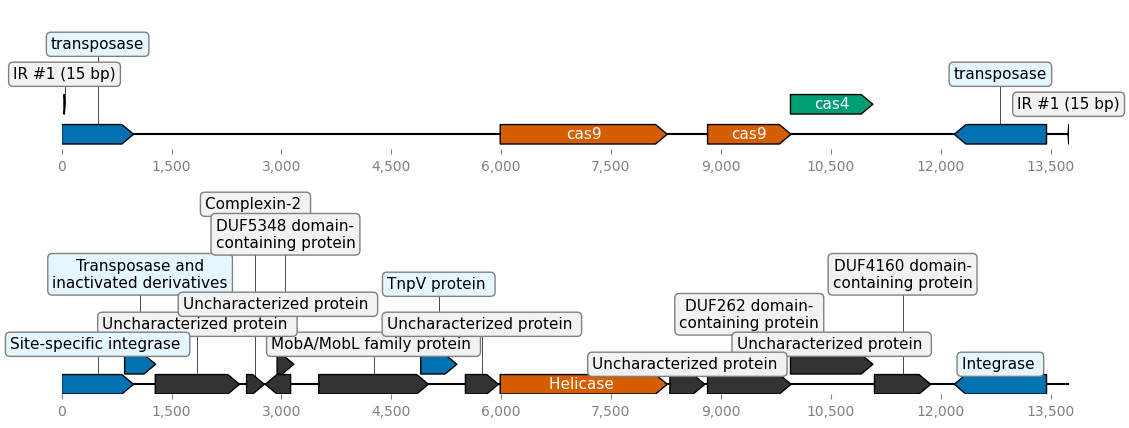 transposase
IR #1 (15 bp)
transposase
IR #1 (15 bp)
cas4
cas9
cas9
0
1,500
3,000
4,500
6,000
7,500
9,000
10,500
12,000
13,500
Complexin-2
DUF5348 domain-
containing protein
Transposase and
inactivated derivatives
DUF4160 domain-
containing protein
TnpV protein
Uncharacterized protein
DUF262 domain-
containing protein
Uncharacterized protein
Uncharacterized protein
Site-specific integrase
MobA/MobL family protein
Uncharacterized protein
Uncharacterized protein
Integrase
Helicase
0
1,500
3,000
4,500
6,000
7,500
9,000
10,500
12,000
13,500